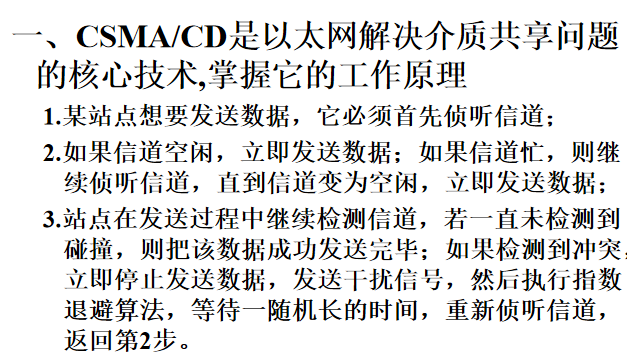 一、CSMA/CD是以太网解决介质共享问题
的核心技术,掌握它的工作原理
1.某站点想要发送数据，它必须首先侦听信道；
2.如果信道空闲，立即发送数据；如果信道忙，则继
续侦听信道，直到信道变为空闲，立即发送数据；
3.站点在发送过程中继续检测信道，若一直未检测到
碰撞，则把该数据成功发送完毕；如果检测到冲突，
立即停止发送数据，发送干扰信号，然后执行指数
退避算法，等待一随机长的时间，重新侦听信道，
返回第2步。